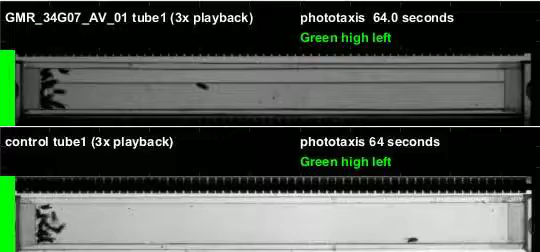 GMR_34G07_AV_01 tube1 (3x playback)
phototaxis  64.0 seconds
Green high left
control tube1 (3x playback)
phototaxis 64 seconds
Green high left